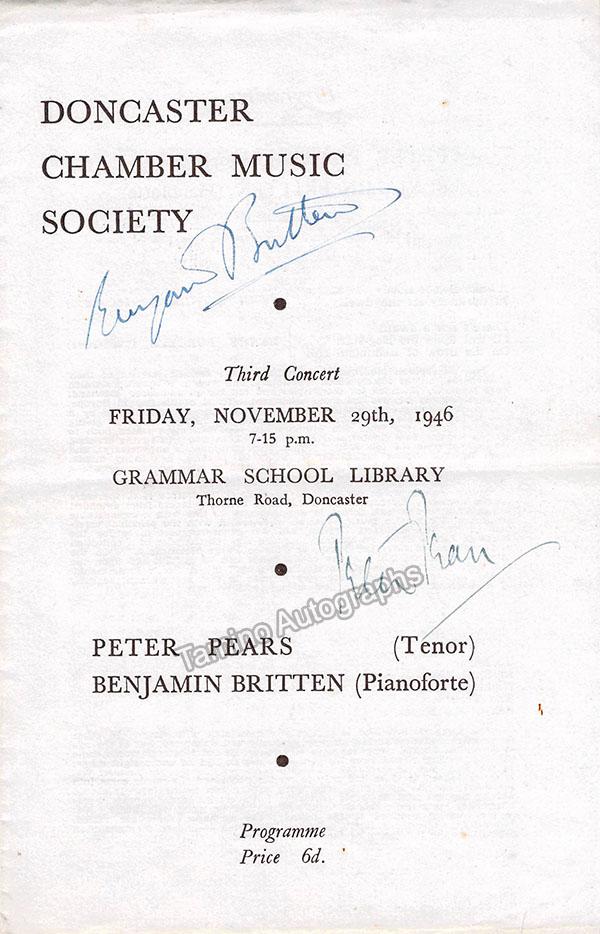 DONCASTER
CHAMBER MUSIC
SOCIETY
Benjamin Britten
Third Concert
FRIDAY, NOVEMBER 29th, 1946
7-15 p.m.
GRAMMAR SCHOOL LIBRARY
Thorne Road, Doncaster
Peter Pears
Tamino Autographs
PETER PEARS (Tenor)
BENJAMIN BRITTEN (Pianoforte)
Programme
Price 6d.